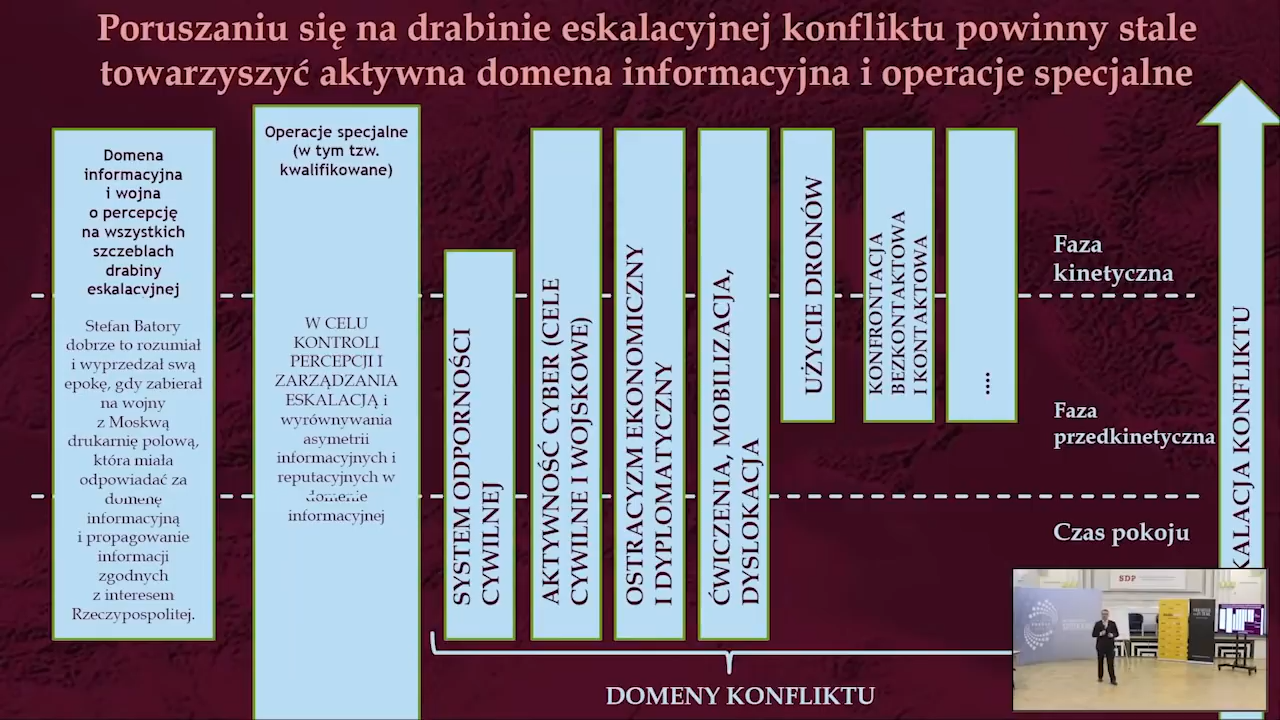 Poruszaniu się na drabinie eskalacyjnej konfliktu powinny stale
towarzyszyć aktywna domena informacyjna i operacje specjalne
Domena
informacyjna
i wojna
o percepcję
na wszystkich
szczeblach
drabiny
eskalacyjnej
Stefan Batory
dobrze to rozumiał
i wyprzedzał swą
epokę, gdy zabierał
na wojny
z Moskwą
drukarnię polową,
która miała
odpowiadać za
domenę
informacyjną
i propagowanie
informacji
zgodnych
z interesem
Rzeczypospolitej.
Operacje specjalne
(w tym tzw.
kwalifikowane)
W CELU
KONTROLI
PERCEPCJI I
ZARZĄDZANIA
ESKALACJĄ i
wyrównywania
asymetrii
informacyjnych i
reputacyjnych w
domenie
informacyjnej
SYSTEM ODPORNOŚCI
CYWILNEJ
AKTYWNOŚĆ CYBER (CELE
CYWILNE I WOJSKOWE)
OSTRACYZM EKONOMICZNY
I DYPLOMATYCZNY
ĆWICZENIA, MOBILIZACJA,
DYSLOKACJA
UŻYCIE DRONÓW
KONFRONTACJA
BEZKONTAKTOWA
I KONTAKTOWA
....
Faza
kinetyczna
Faza
przedkinetyczna
Czas pokoju
KALACJA KONFLIKTU
DOMENY KONFLIKTU
SDP